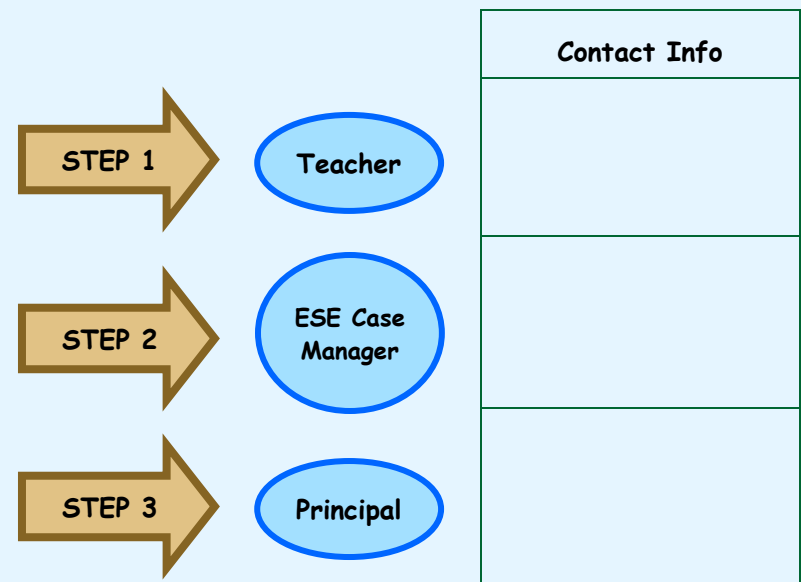 Contact Info
STEP 1
Teacher
STEP 2
ESE Case
Manager
STEP 3
Principal